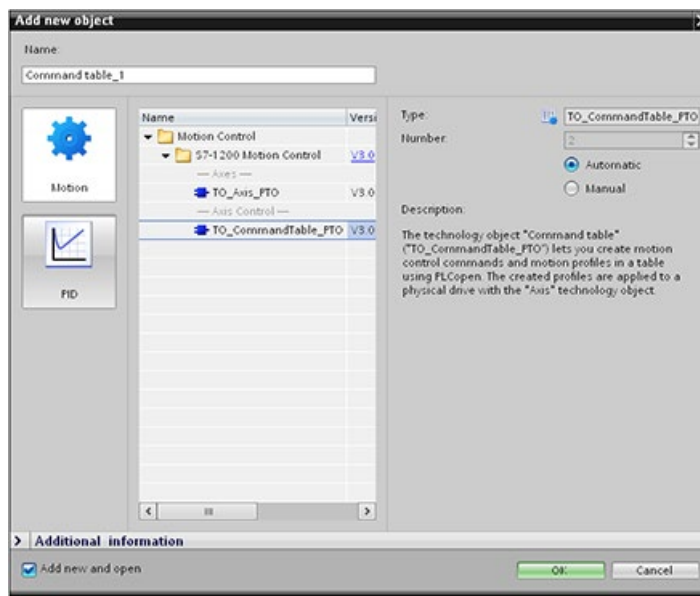 Add new object
Name:
Command table_1
Motion
PID
Name
Versi
Motion Control
S7-1200 Motion Control V3.0
— Axes —
TO_Axis_PTO V3.0
— Axis Control —
TO_CommandTable_PTO V3.0
Type: TO_CommandTable_PTO
Number: 2
Automatic
Manual
Description:
The technology object "Command table"
("TO_CommandTable_PTO") lets you create motion
control commands and motion profiles in a table
using PLCopen. The created profiles are applied to a
physical drive with the "Axis" technology object.
Additional information
Add new and open
OK
Cancel